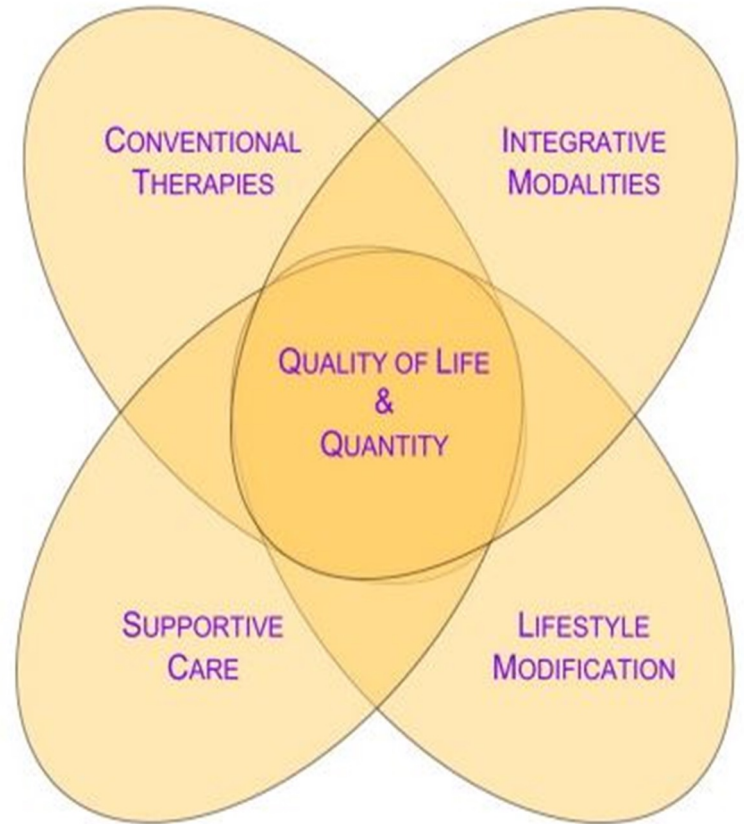 CONVENTIONAL
THERAPIES
INTEGRATIVE
MODALITIES
QUALITY OF LIFE
&
QUANTITY
SUPPORTIVE
CARE
LIFESTYLE
MODIFICATION